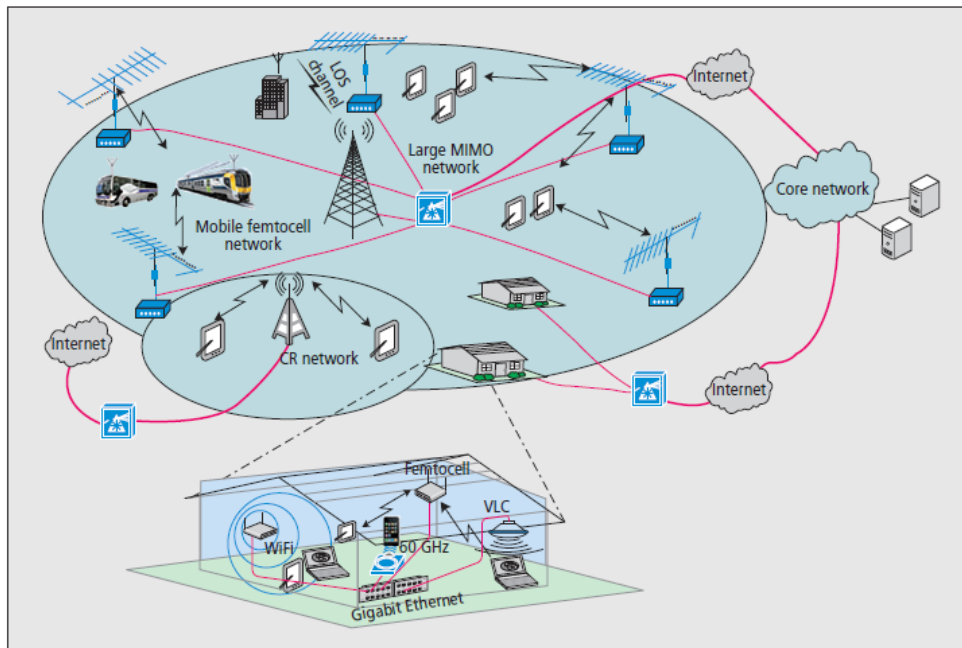 LOS
channel
Internet
Large MIMO
network
Core network
Mobile femtocell
network
Internet
CR network
Internet
Femtocell
VLC
WiFi
60 GHz
Gigabit Ethernet